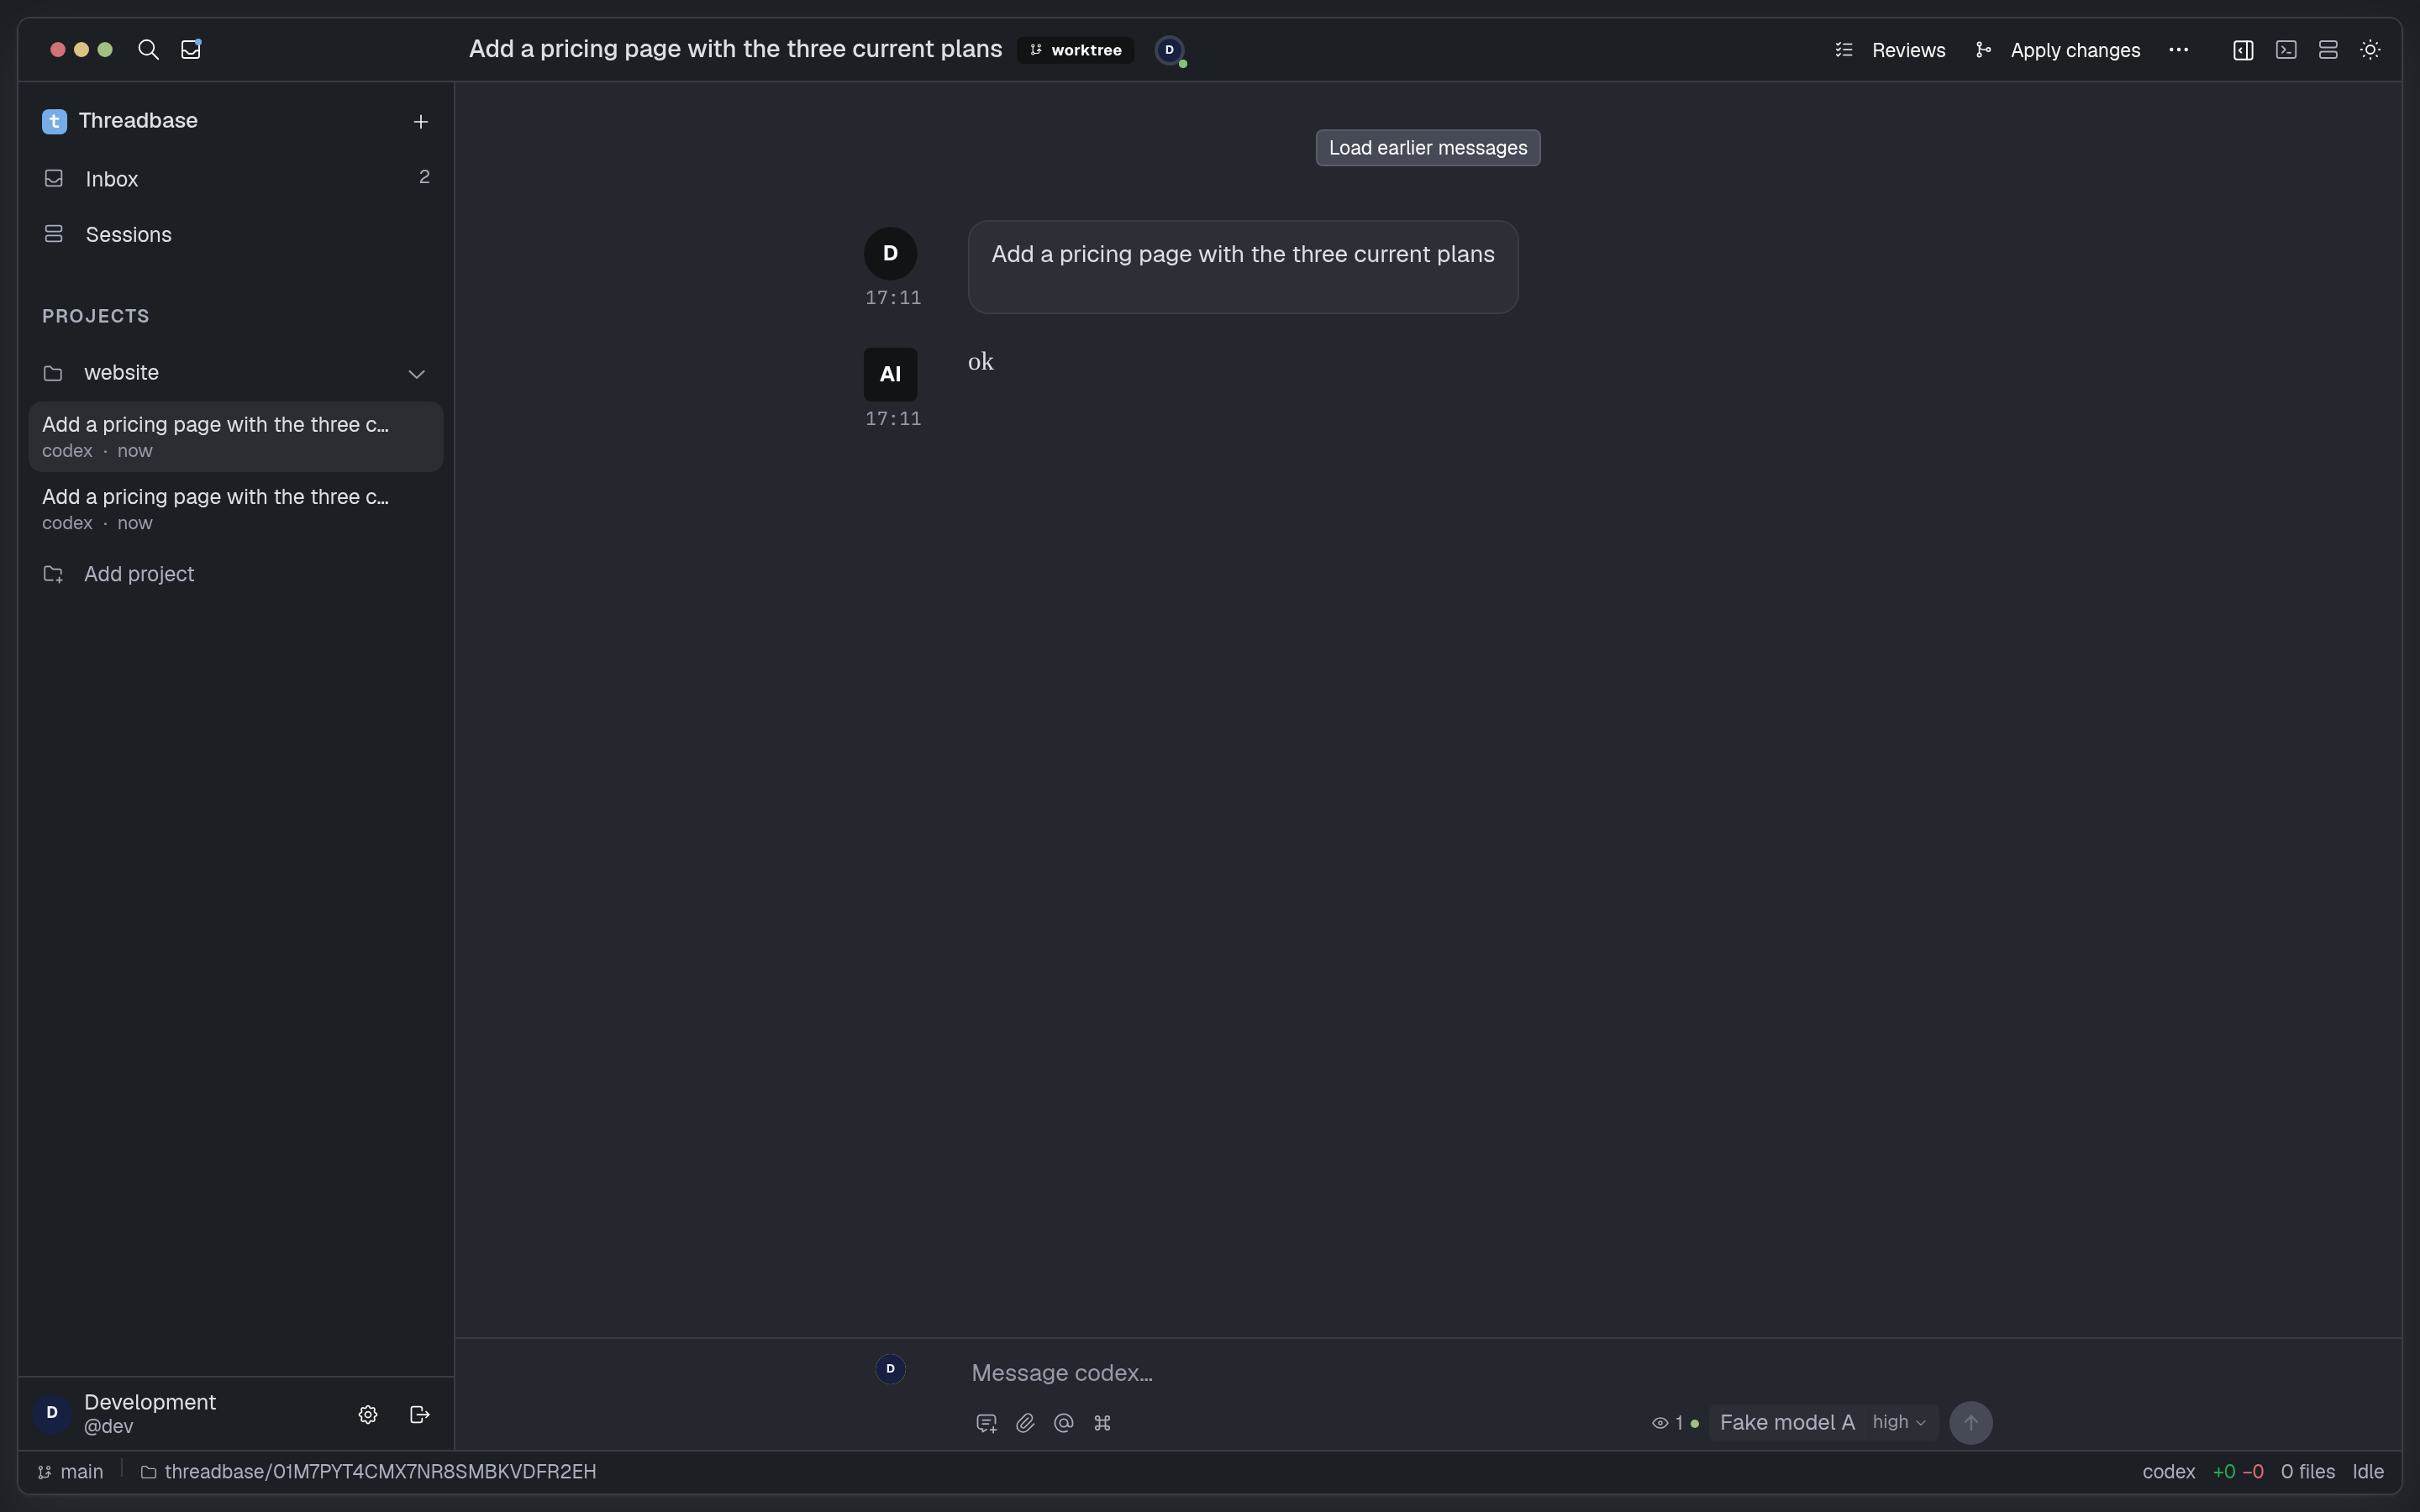 Add a pricing page with the three current plans
worktree
D
Reviews
Apply changes
t
Threadbase
Inbox
2
Sessions
PROJECTS
website
Add a pricing page with the three c...
codex · now
Add a pricing page with the three c...
codex · now
Add project
Load earlier messages
D
17:11
Add a pricing page with the three current plans
AI
17:11
ok
D
Message codex...
1
Fake model A
high
D
Development
@dev
main
threadbase/01M7PYT4CMX7NR8SMBKVDFR2EH
codex
+0 −0
0 files
Idle